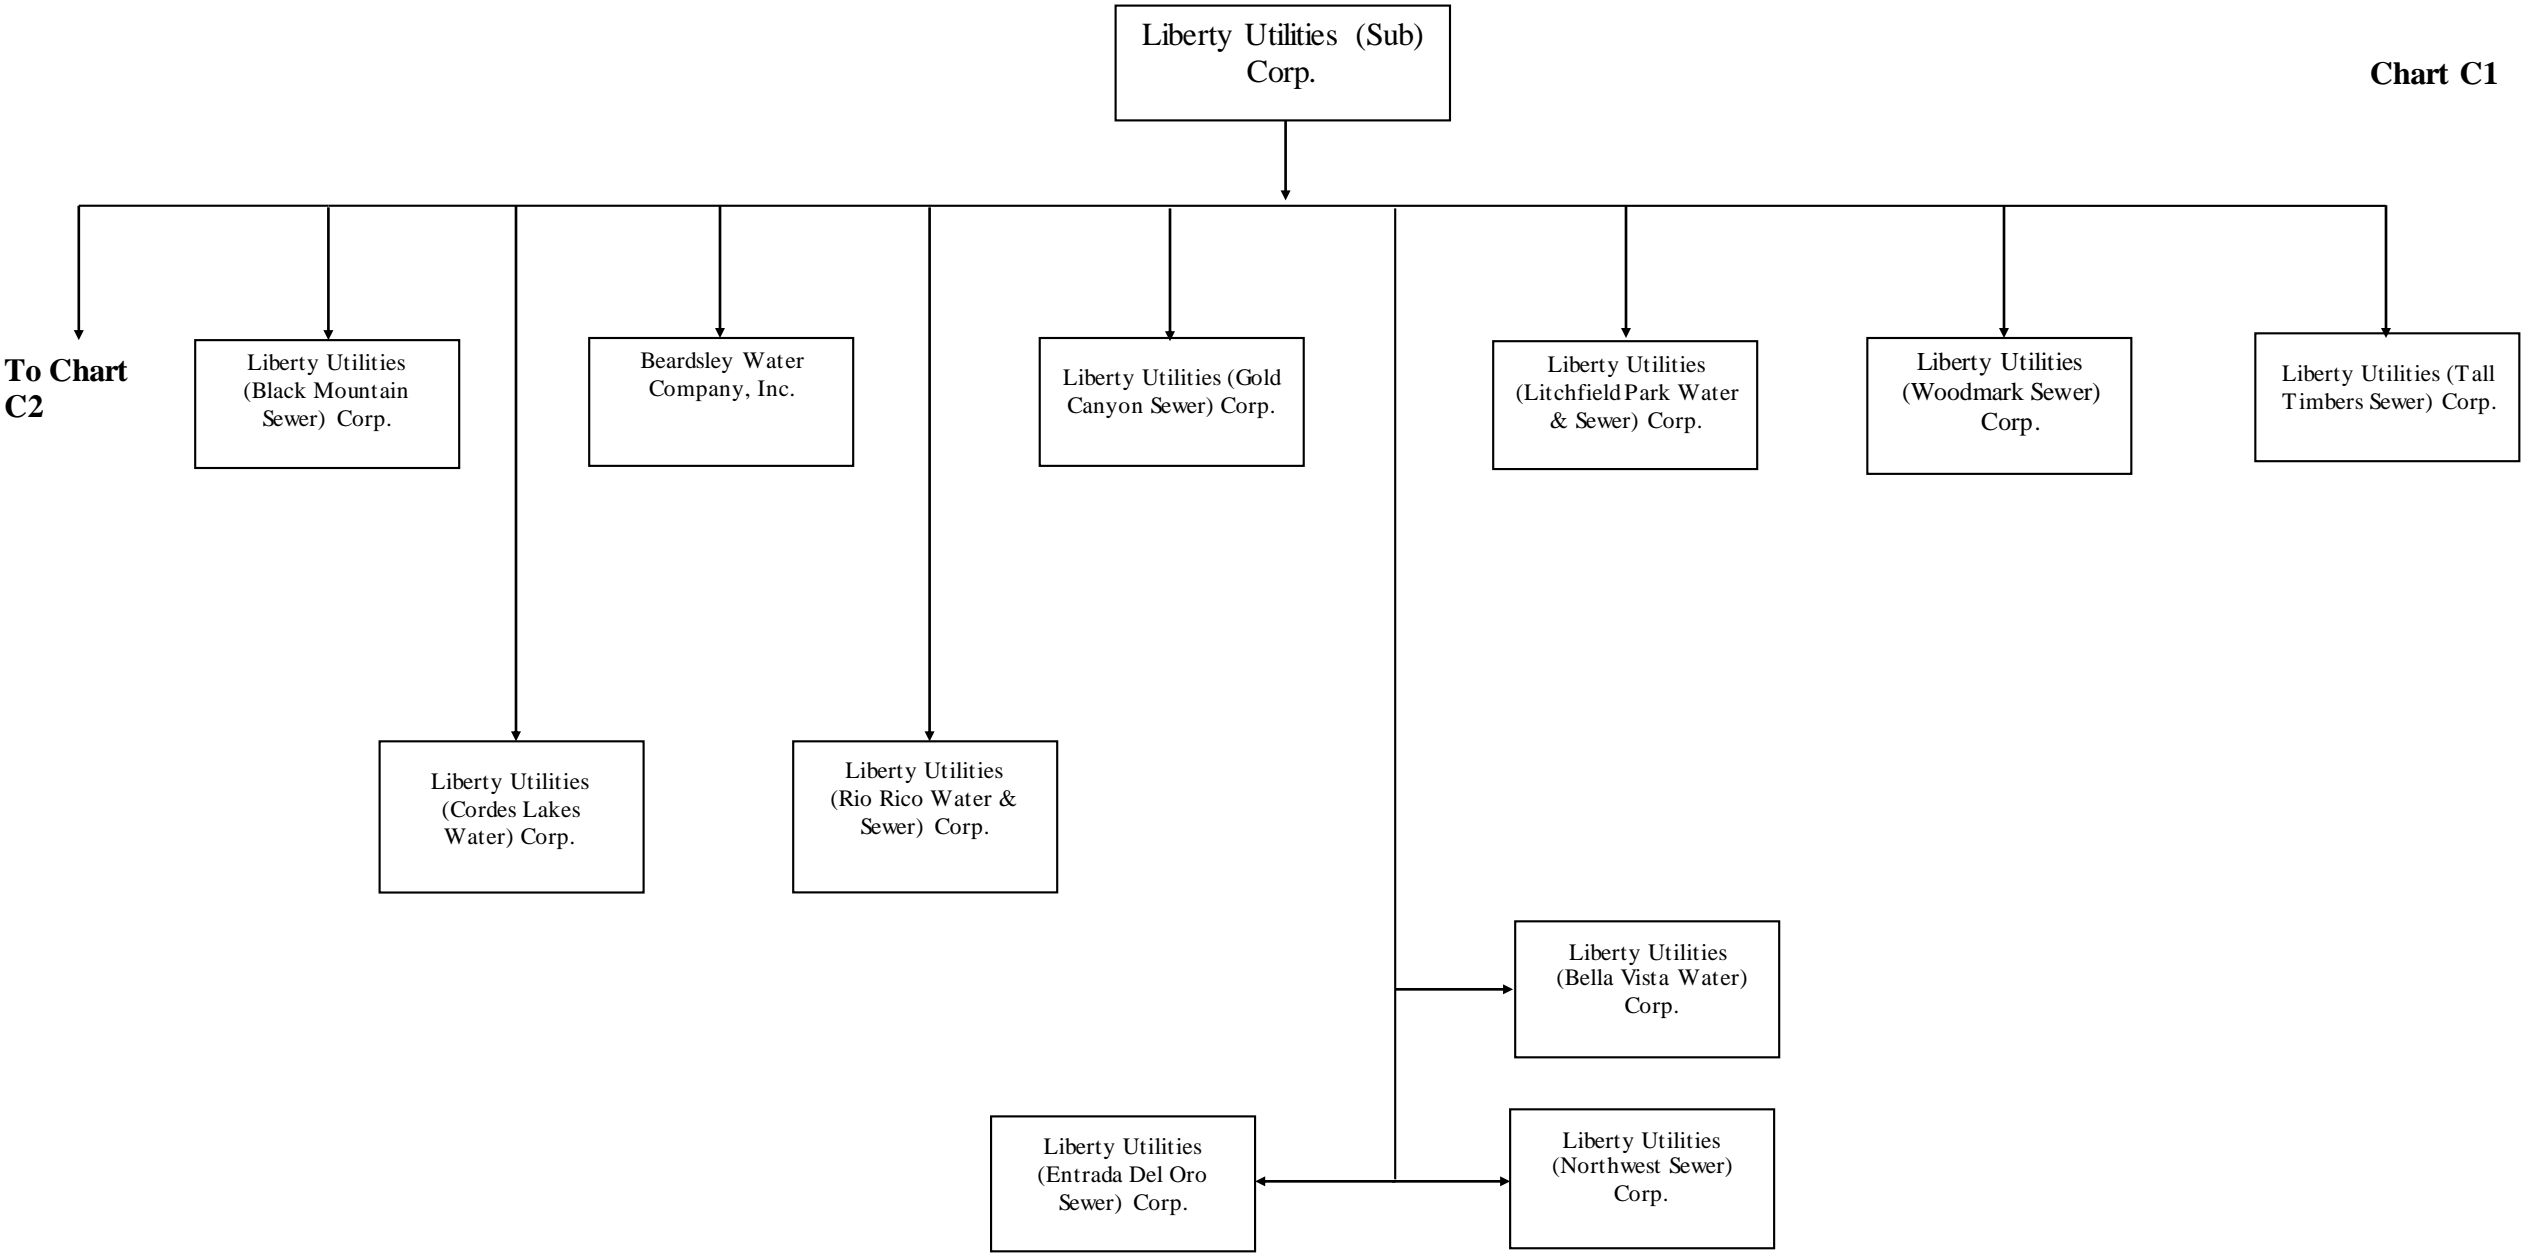 Liberty Utilities (Sub)
Corp.
Chart C1
To Chart
C2
Liberty Utilities
(Black Mountain
Sewer) Corp.
Beardsley Water
Company, Inc.
Liberty Utilities (Gold
Canyon Sewer) Corp.
Liberty Utilities
(Litchfield Park Water
& Sewer) Corp.
Liberty Utilities
(Woodmark Sewer)
Corp.
Liberty Utilities (Tall
Timbers Sewer) Corp.
Liberty Utilities
(Cordes Lakes
Water) Corp.
Liberty Utilities
(Rio Rico Water &
Sewer) Corp.
Liberty Utilities
(Bella Vista Water)
Corp.
Liberty Utilities
(Entrada Del Oro
Sewer) Corp.
Liberty Utilities
(Northwest Sewer)
Corp.